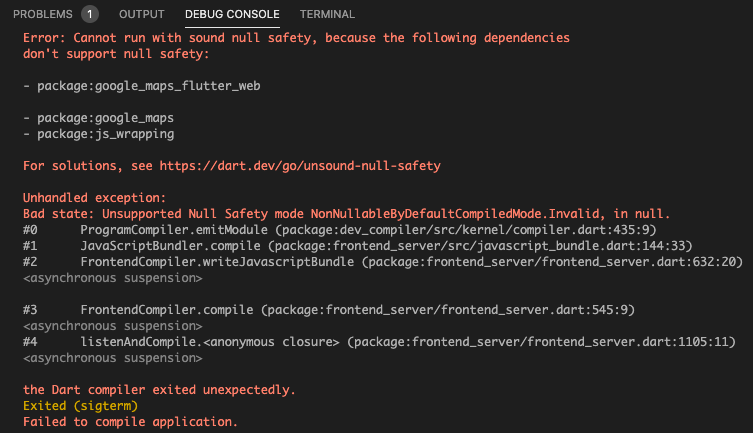 PROBLEMS 1 OUTPUT DEBUG CONSOLE TERMINAL
Error: Cannot run with sound null safety, because the following dependencies
don't support null safety:
- package:google_maps_flutter_web
- package:google_maps
- package:js_wrapping
For solutions, see https://dart.dev/go/unsound-null-safety
Unhandled exception:
Bad state: Unsupported Null Safety mode NonNullableByDefaultCompiledMode.Invalid, in null.
#0      ProgramCompiler.emitModule (package:dev_compiler/src/kernel/compiler.dart:435:9)
#1      JavaScriptBundler.compile (package:frontend_server/src/javascript_bundle.dart:144:33)
#2      FrontendCompiler.writeJavascriptBundle (package:frontend_server/frontend_server.dart:632:20)
<asynchronous suspension>
#3      FrontendCompiler.compile (package:frontend_server/frontend_server.dart:545:9)
<asynchronous suspension>
#4      listenAndCompile.<anonymous closure> (package:frontend_server/frontend_server.dart:1105:11)
<asynchronous suspension>
the Dart compiler exited unexpectedly.
Exited (sigterm)
Failed to compile application.